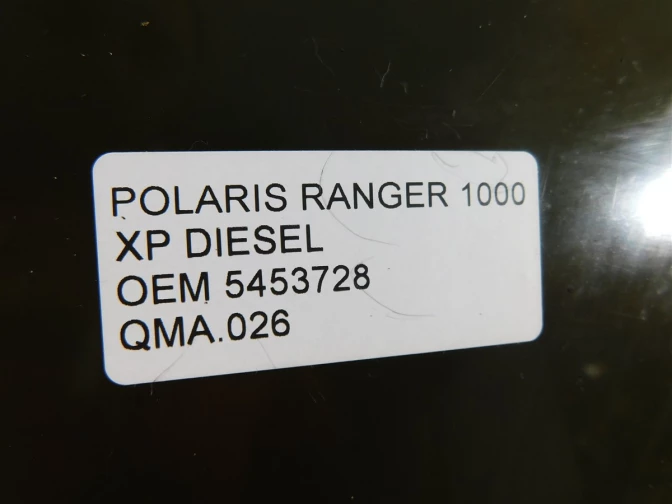 POLARIS RANGER 1000
XP DIESEL
OEM 5453728
QMA.026